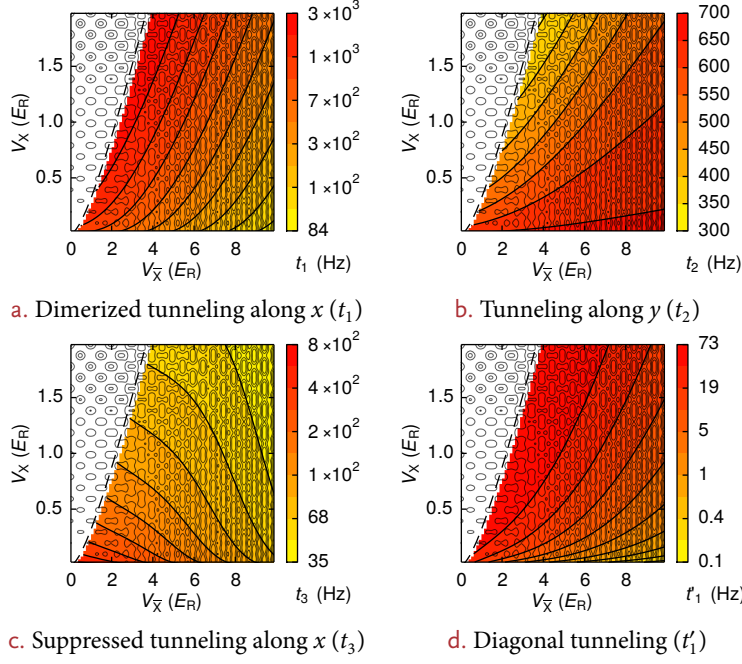 3 × 10³
1 × 10³
7 × 10²
3 × 10²
1 × 10²
84
1.5
1.0
0.5
V_X (E_R)
0 2 4 6 8
V_X̅ (E_R)
t₁ (Hz)
a. Dimerized tunneling along x (t₁)
700
650
600
550
500
450
400
350
300
1.5
1.0
0.5
V_X (E_R)
0 2 4 6 8
V_X̅ (E_R)
t₂ (Hz)
b. Tunneling along y (t₂)
8 × 10²
4 × 10²
2 × 10²
1 × 10²
68
35
1.5
1.0
0.5
V_X (E_R)
0 2 4 6 8
V_X̅ (E_R)
t₃ (Hz)
c. Suppressed tunneling along x (t₃)
73
19
5
1
0.4
0.1
1.5
1.0
0.5
V_X (E_R)
0 2 4 6 8
V_X̅ (E_R)
t'₁ (Hz)
d. Diagonal tunneling (t′₁)